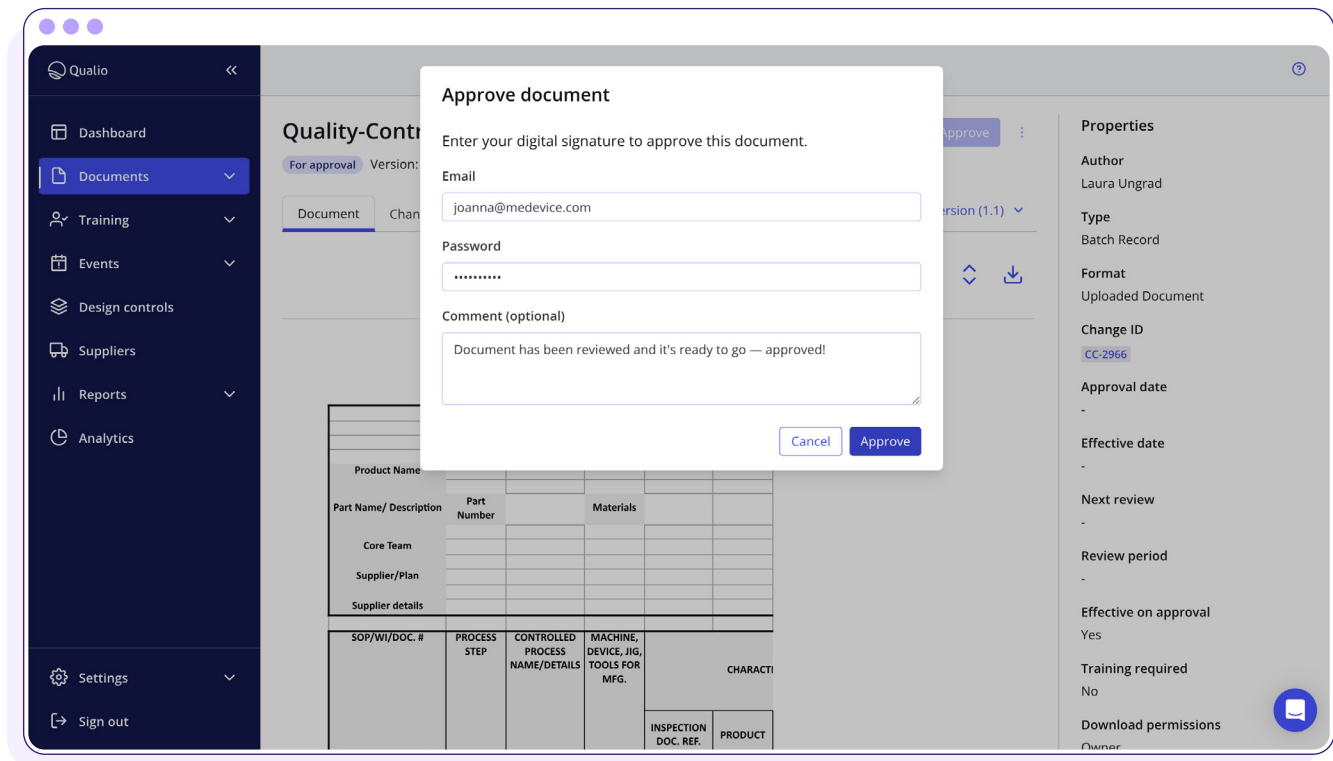 Qualio
Dashboard
Documents
Training
Events
Design controls
Suppliers
Reports
Analytics
Settings
Sign out
Quality-Contr
For approval Version:
Document Chan
Approve
ersion (1.1)
Approve document
Enter your digital signature to approve this document.
Email
joanna@medevice.com
Password
••••••••••
Comment (optional)
Document has been reviewed and it's ready to go — approved!
Cancel Approve
Product Name
Part Name/ Description
Part
Number
Materials
Core Team
Supplier/Plan
Supplier details
SOP/WI/DOC. #
PROCESS
STEP
CONTROLLED
PROCESS
NAME/DETAILS
MACHINE,
DEVICE, JIG,
TOOLS FOR
MFG.
CHARACTI
INSPECTION
DOC. REF.
PRODUCT
Properties
Author
Laura Ungrad
Type
Batch Record
Format
Uploaded Document
Change ID
CC-2966
Approval date
-
Effective date
-
Next review
-
Review period
-
Effective on approval
Yes
Training required
No
Download permissions
Owner